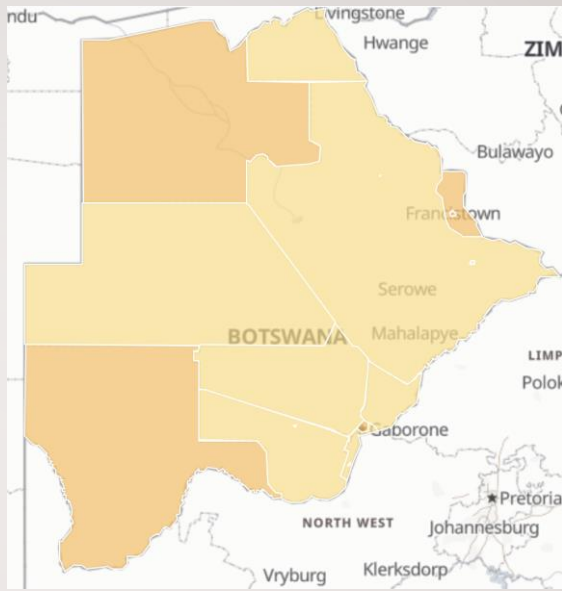 ndu
Livingstone
Hwange
ZIM
Bulawayo
Francistown
Serowe
BOTSWANA
Mahalapye
LIMP
Polok
Gaborone
Pretoria
NORTH WEST
Johannesburg
Vryburg
Klerksdorp